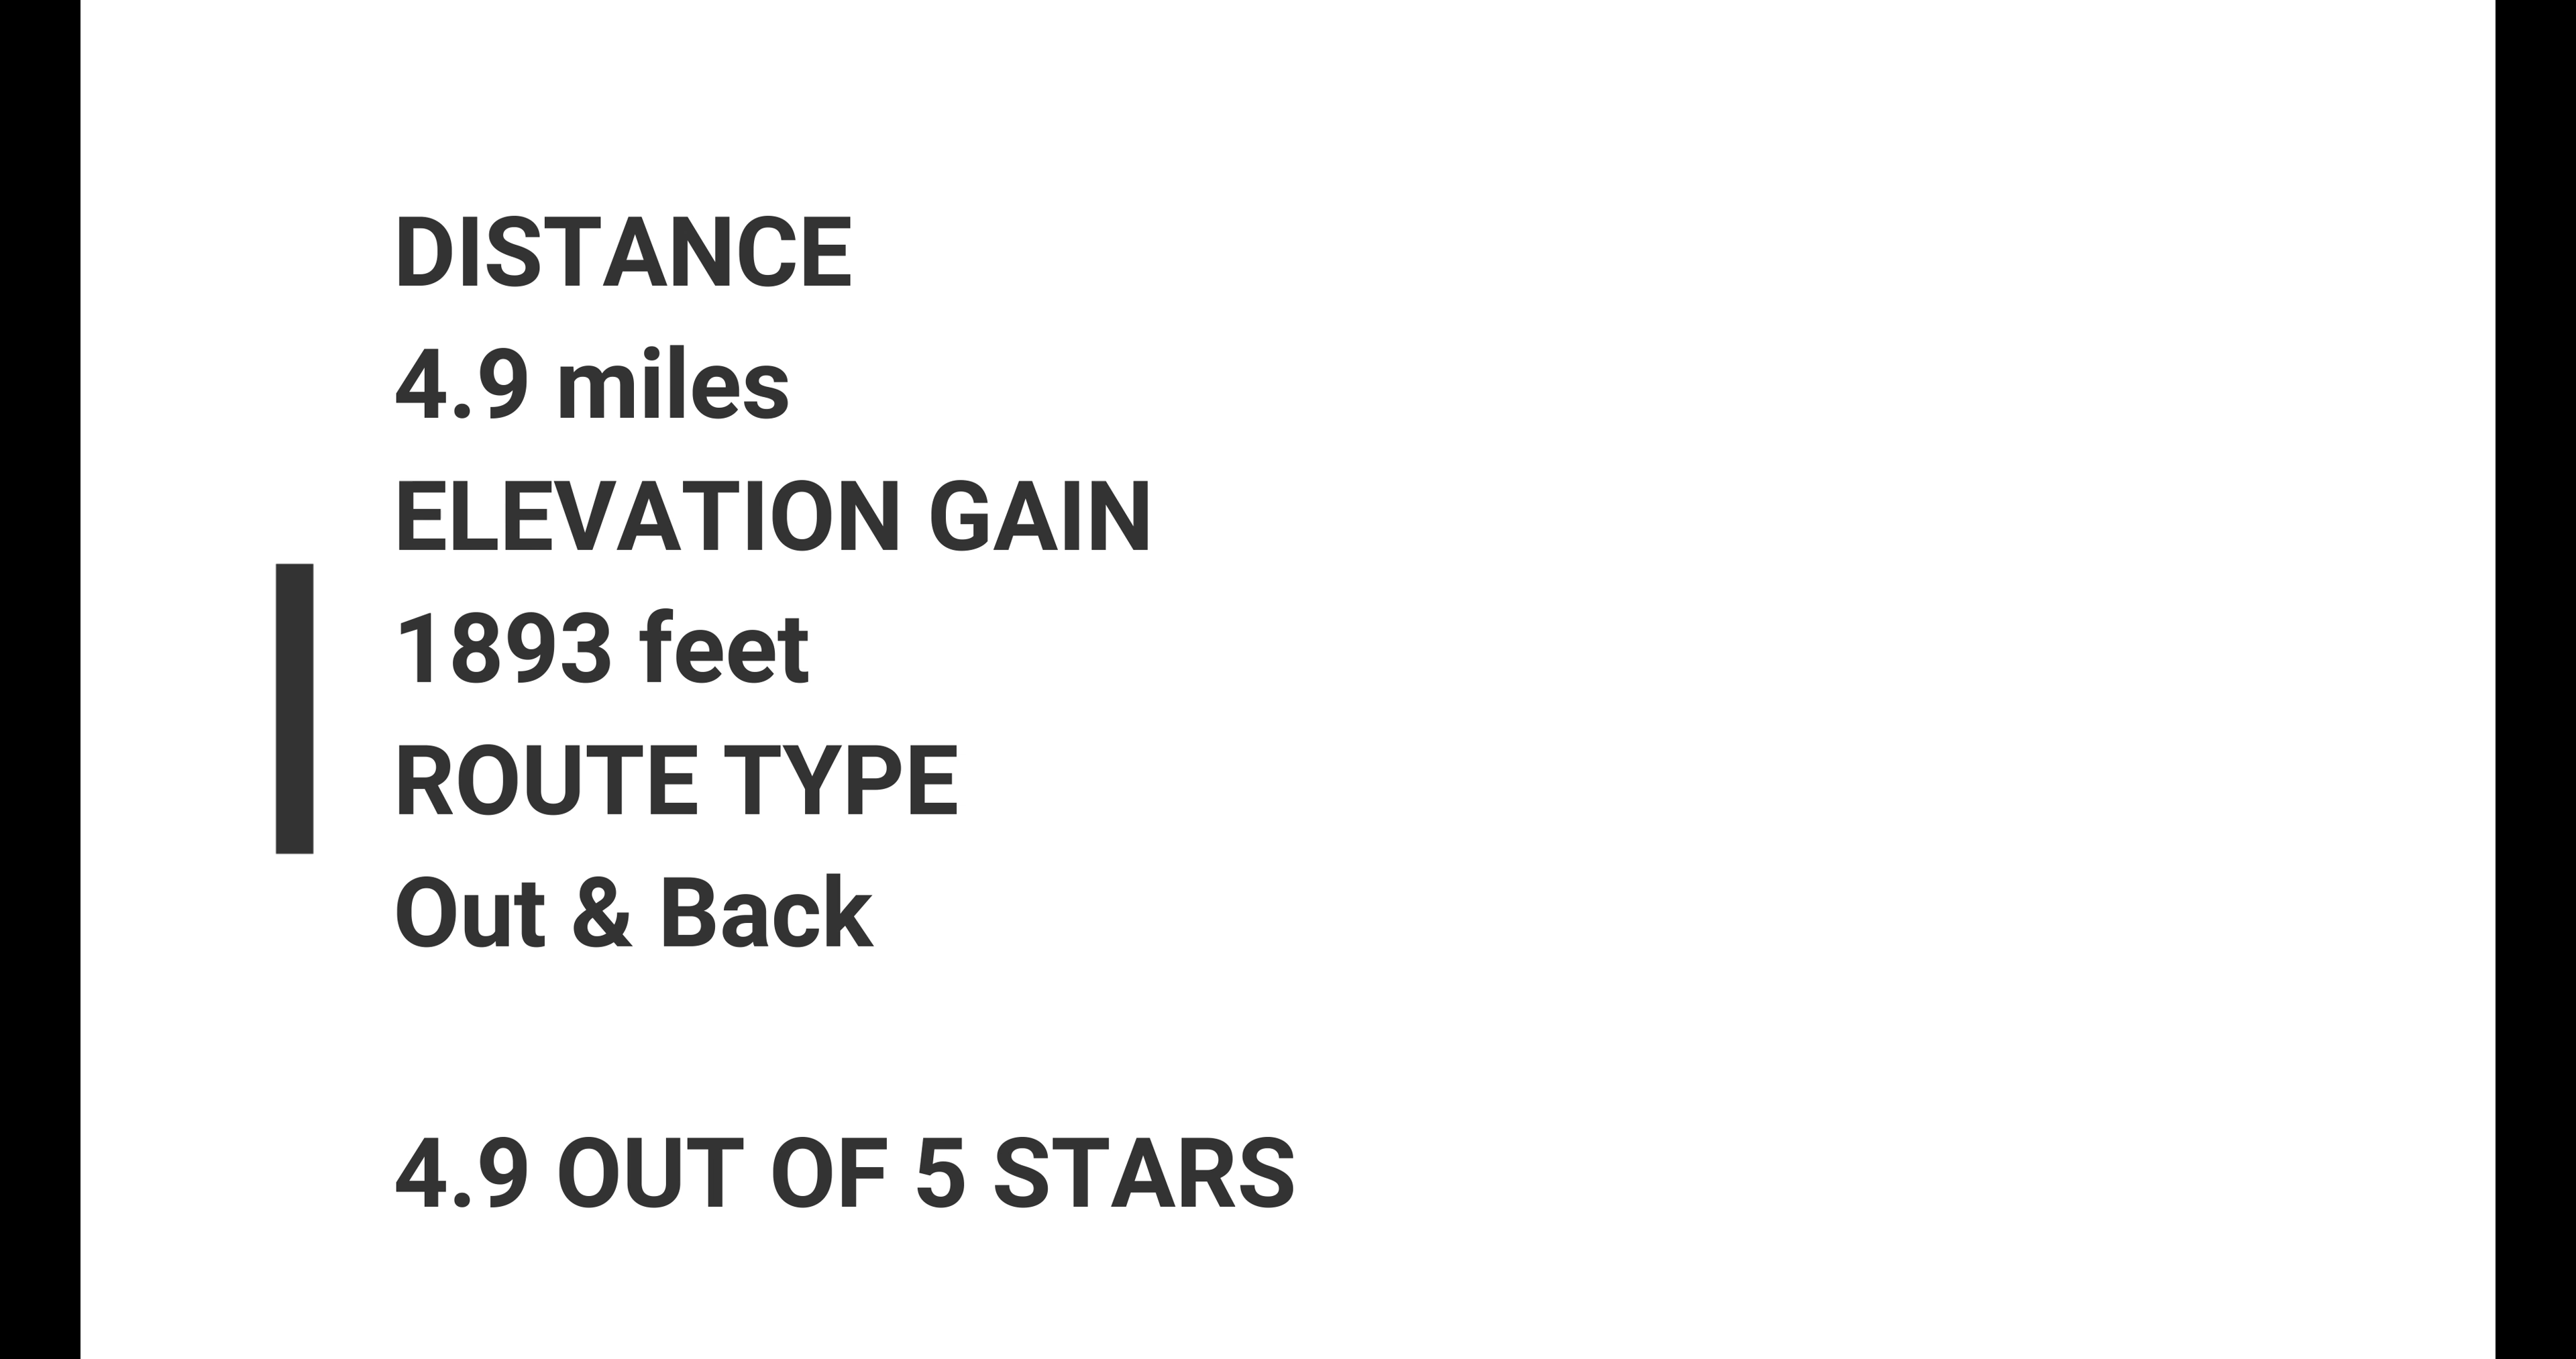 DISTANCE
4.9 miles
ELEVATION GAIN
1893 feet
ROUTE TYPE
Out & Back
4.9 OUT OF 5 STARS